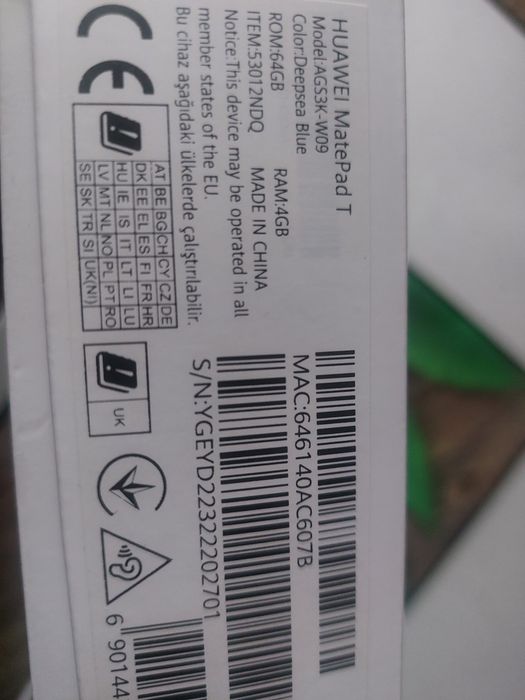 HUAWEI MatePad T
Model:AGS3K-W09
Color:Deepsea Blue
ROM:64GB RAM:4GB
ITEM:53012NDQ MADE IN CHINA
Notice:This device may be operated in all
member states of the EU.
Bu cihaz aşağıdaki ülkelerde çalıştırılabilir.
CE
AT BE BG CH CY CZ DE
DK EE EL ES FI FR HR
HU IE IS IT LT LI LU
LV MT NL NO PL PT RO
SE SK TR SI UK(NI)
UK
MAC:646140AC607B
S/N:YGEYD22322202701
6 90144